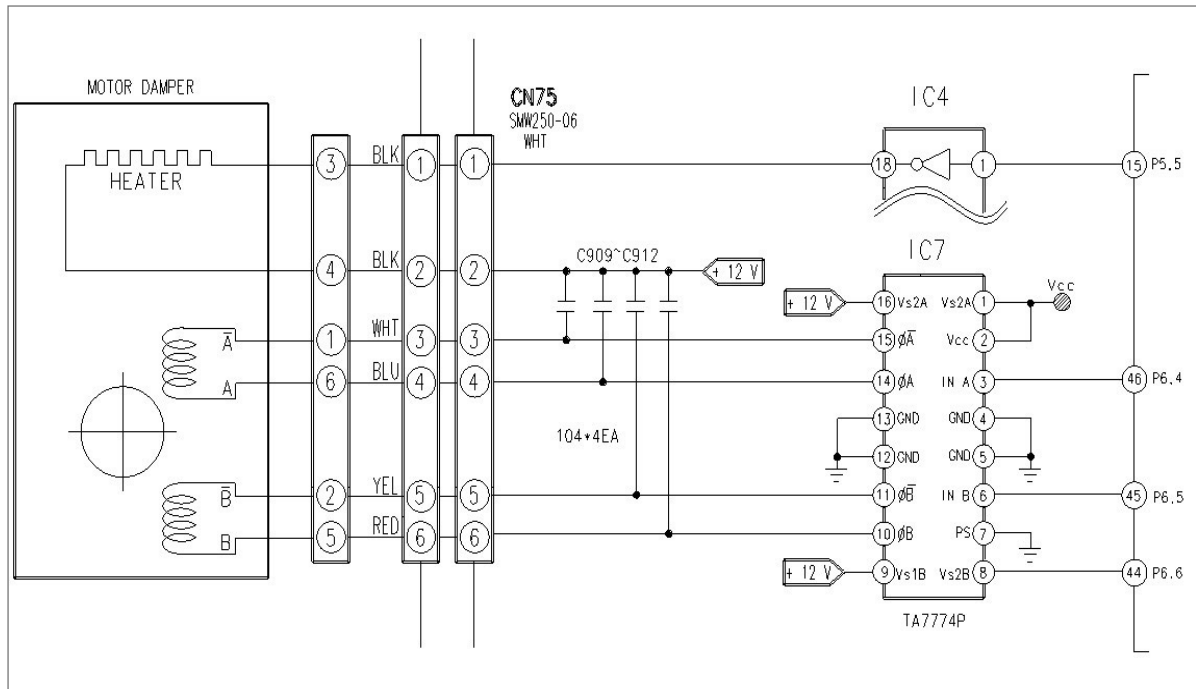 MOTOR DAMPER
HEATER
3
BLK
1
1
4
BLK
2
2
Ā
1
WHT
3
3
A
6
BLU
4
4
B̄
2
YEL
5
5
B
5
RED
6
6
CN75
SMW250-06
WHT
C909~C912
+ 12 V
104*4EA
IC4
18
1
15 P5.5
IC7
+ 12 V
16 Vs2A
Vs2A 1
Vcc
15 ØĀ
Vcc 2
14 ØA
IN A 3
46 P6.4
13 GND
GND 4
12 GND
GND 5
11 ØB̄
IN B 6
45 P6.5
10 ØB
PS 7
+ 12 V
9 Vs1B
Vs2B 8
44 P6.6
TA7774P